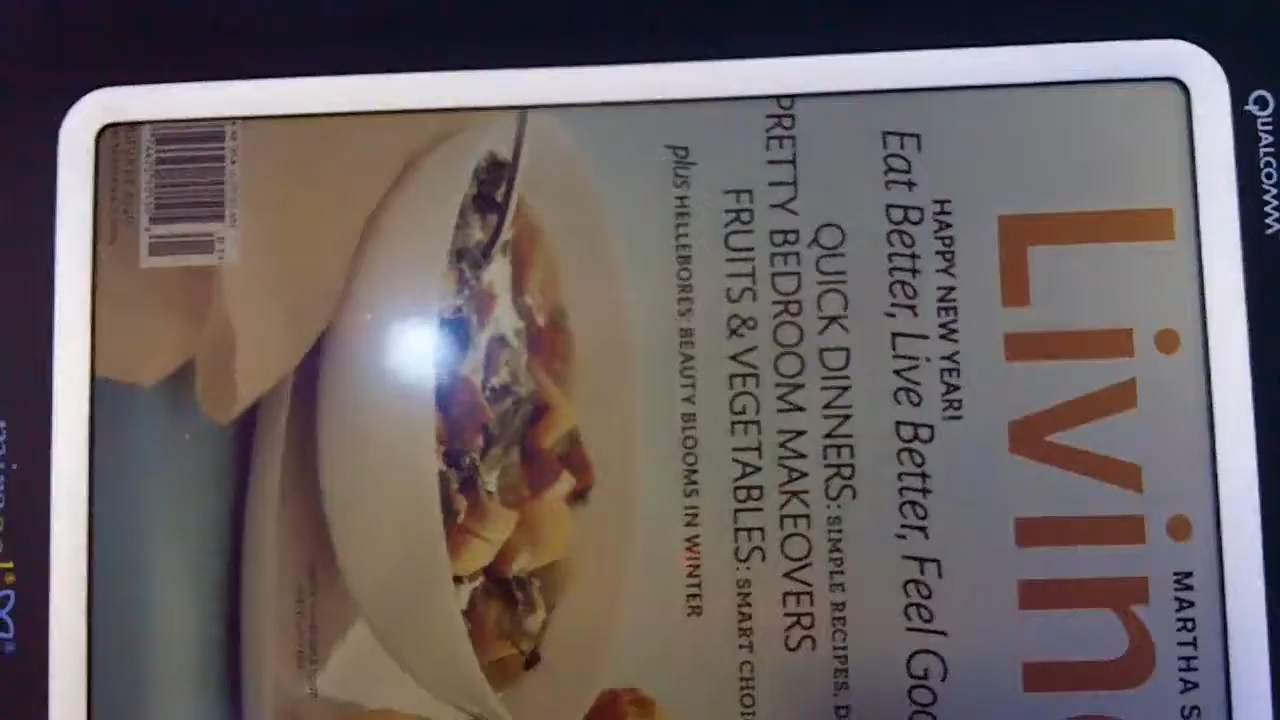 QUALCOMM
MARTHA S
Livin
HAPPY NEW YEAR!
Eat Better, Live Better, Feel Goo
QUICK DINNERS: SIMPLE RECIPES, D
PRETTY BEDROOM MAKEOVERS
FRUITS & VEGETABLES: SMART CHOI
plus HELLEBORES: BEAUTY BLOOMS IN WINTER